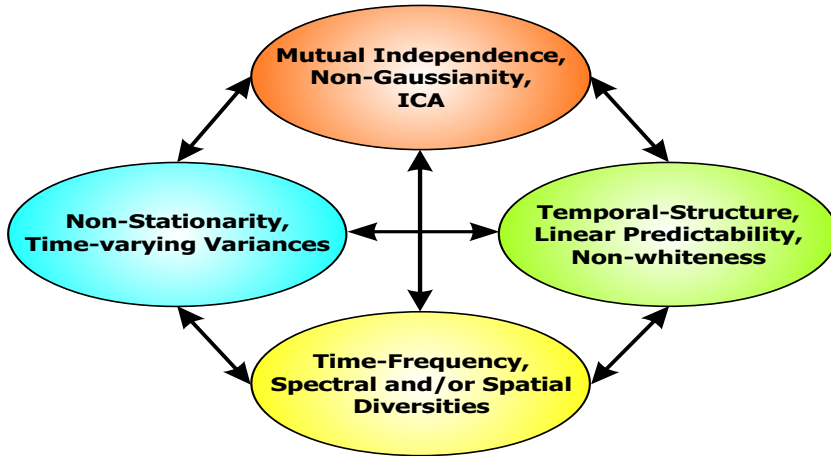 Mutual Independence,
Non-Gaussianity,
ICA
Non-Stationarity,
Time-varying Variances
Temporal-Structure,
Linear Predictability,
Non-whiteness
Time-Frequency,
Spectral and/or Spatial
Diversities